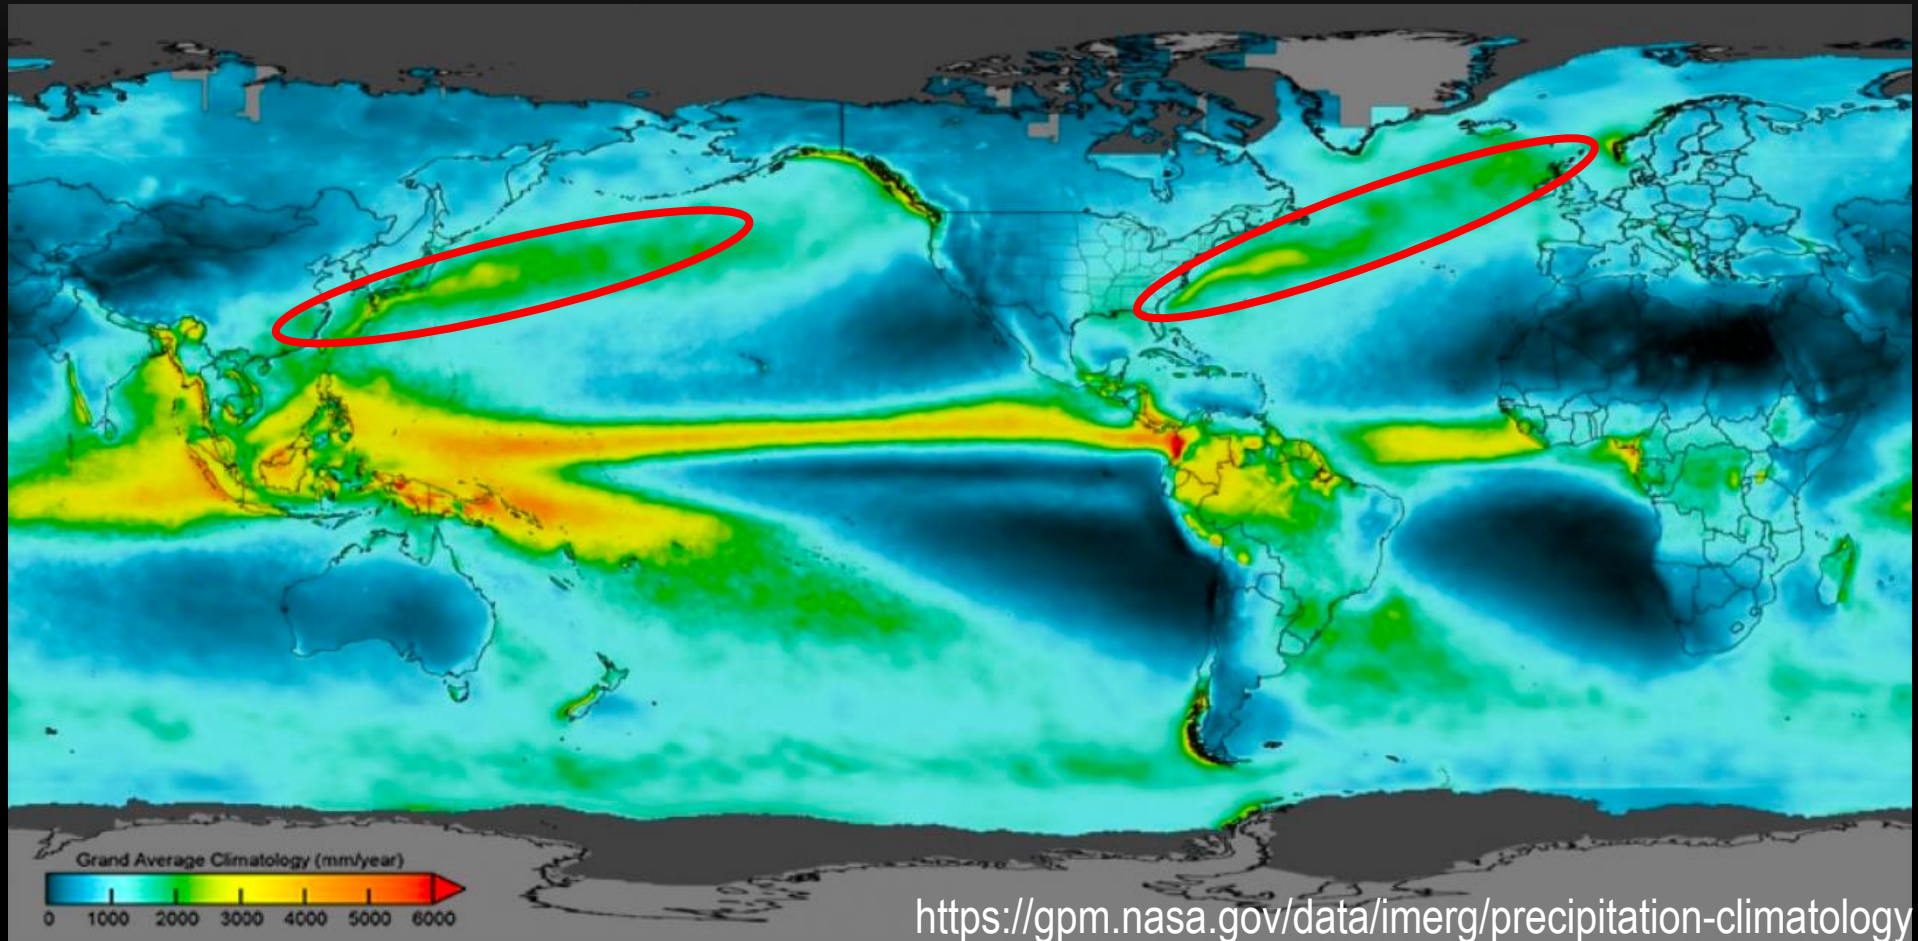 Grand Average Climatology (mm/year)
0 1000 2000 3000 4000 5000 6000
https://gpm.nasa.gov/data/imerg/precipitation-climatology